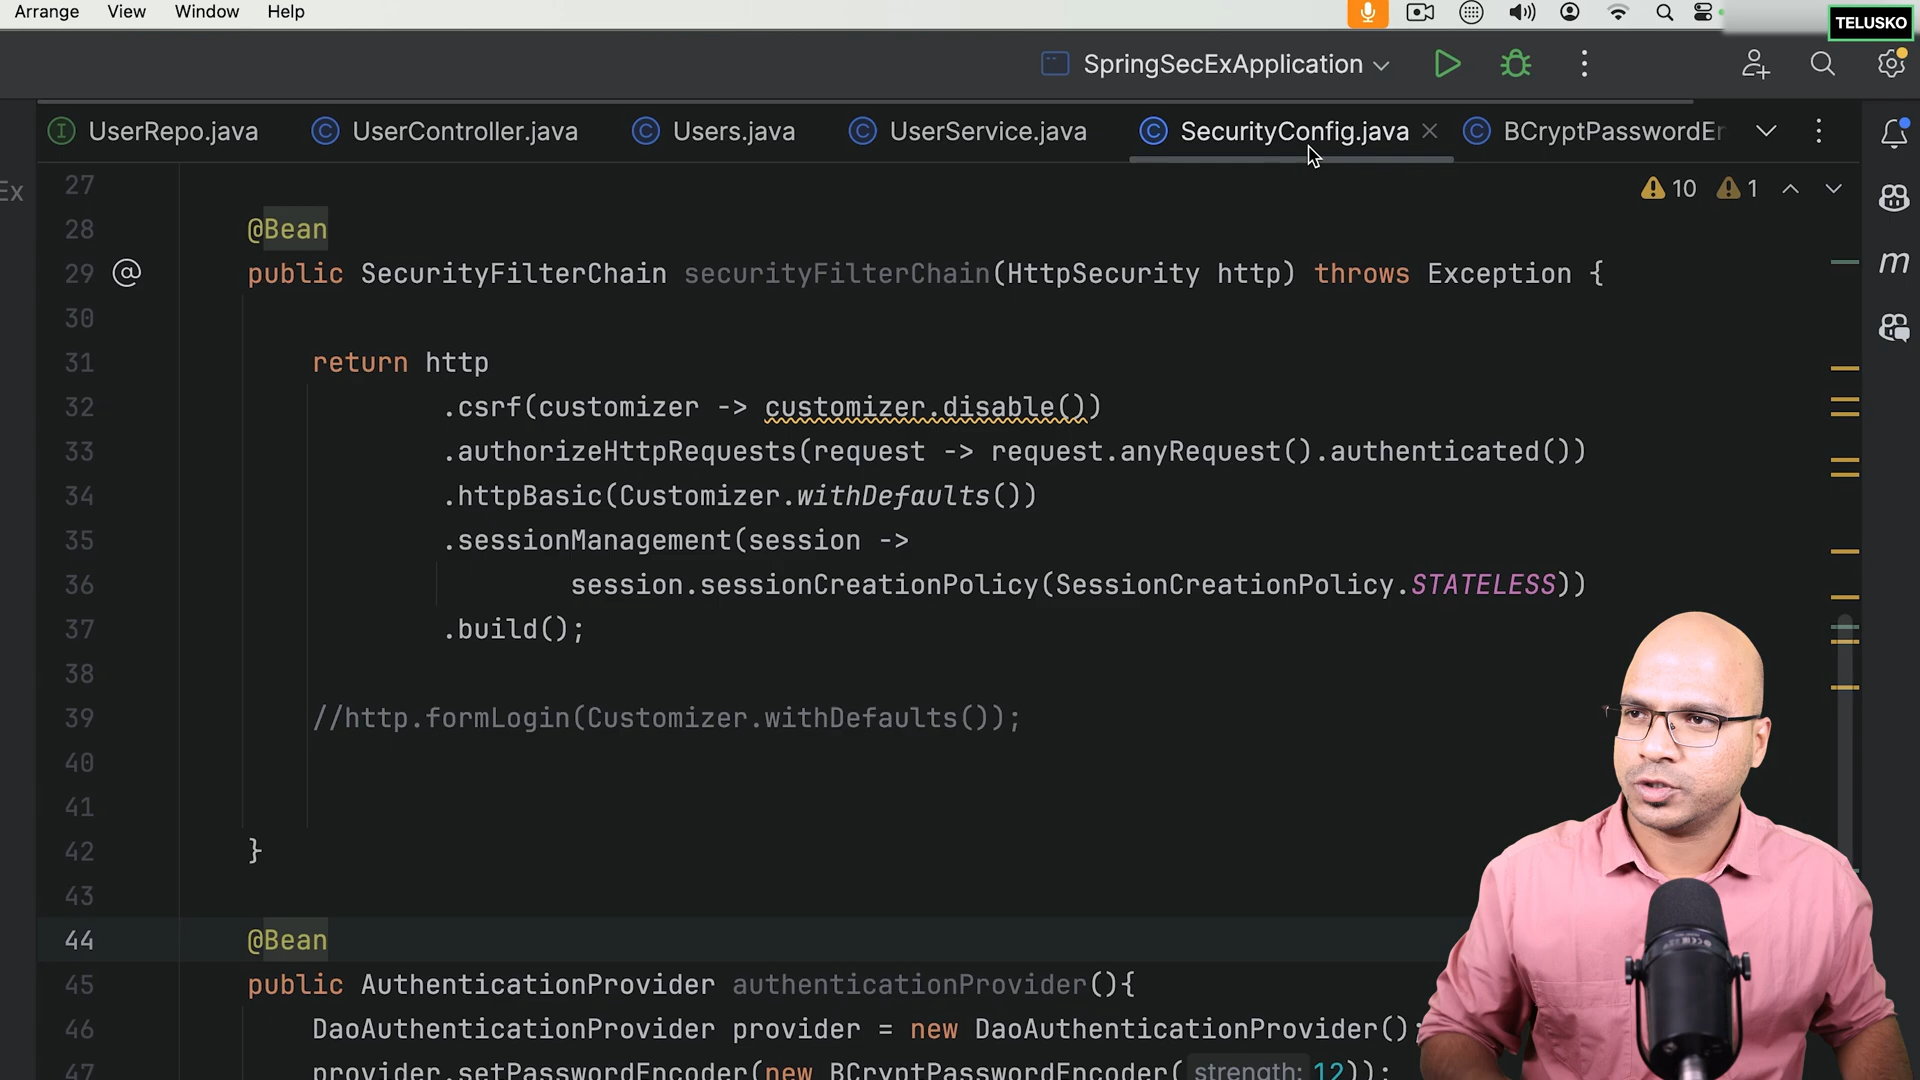 Arrange View Window Help
TELUSKO
SpringSecExApplication
UserRepo.java UserController.java Users.java UserService.java SecurityConfig.java BCryptPasswordEr
Ex
10 1
27
28 @Bean
29 public SecurityFilterChain securityFilterChain(HttpSecurity http) throws Exception {
30
31 return http
32 .csrf(customizer -> customizer.disable())
33 .authorizeHttpRequests(request -> request.anyRequest().authenticated())
34 .httpBasic(Customizer.withDefaults())
35 .sessionManagement(session ->
36 session.sessionCreationPolicy(SessionCreationPolicy.STATELESS))
37 .build();
38
39 //http.formLogin(Customizer.withDefaults());
40
41
42 }
43
44 @Bean
45 public AuthenticationProvider authenticationProvider(){
46 DaoAuthenticationProvider provider = new DaoAuthenticationProvider();
47 provider.setPasswordEncoder(new BCryptPasswordEncoder( strength: 12));